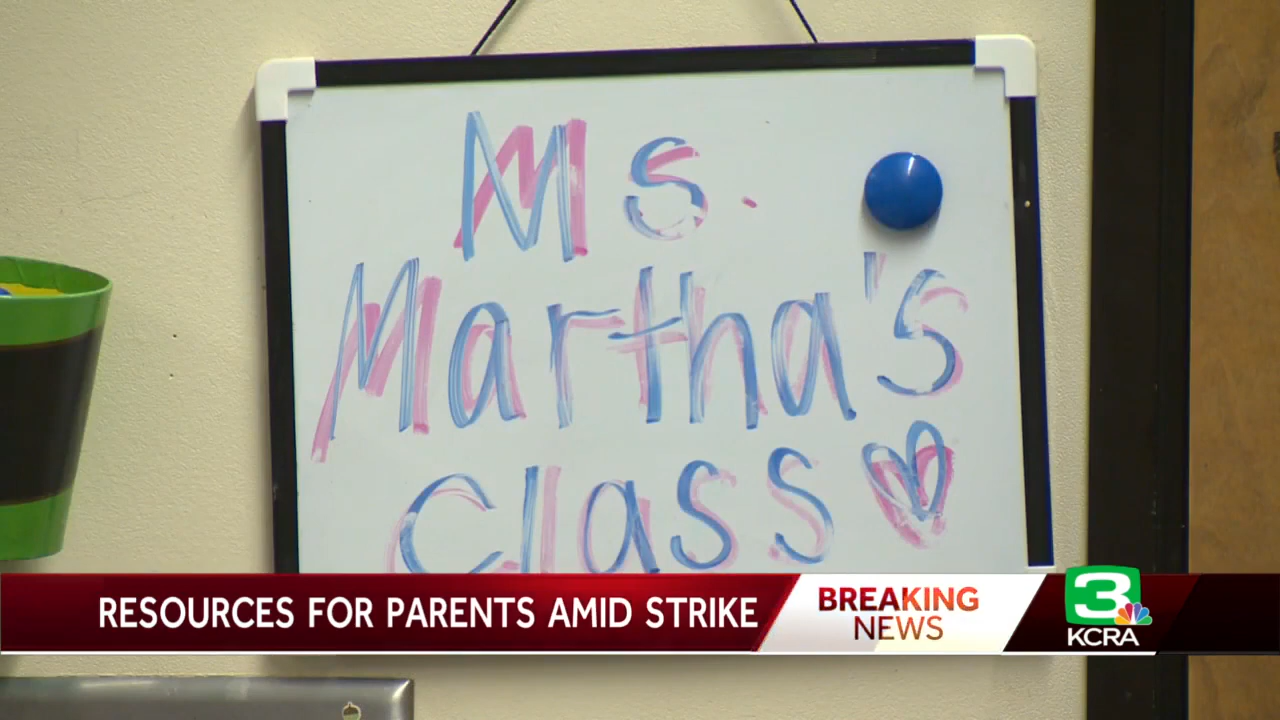 Ms.
Martha's
Class
RESOURCES FOR PARENTS AMID STRIKE
BREAKING
NEWS
3
KCRA